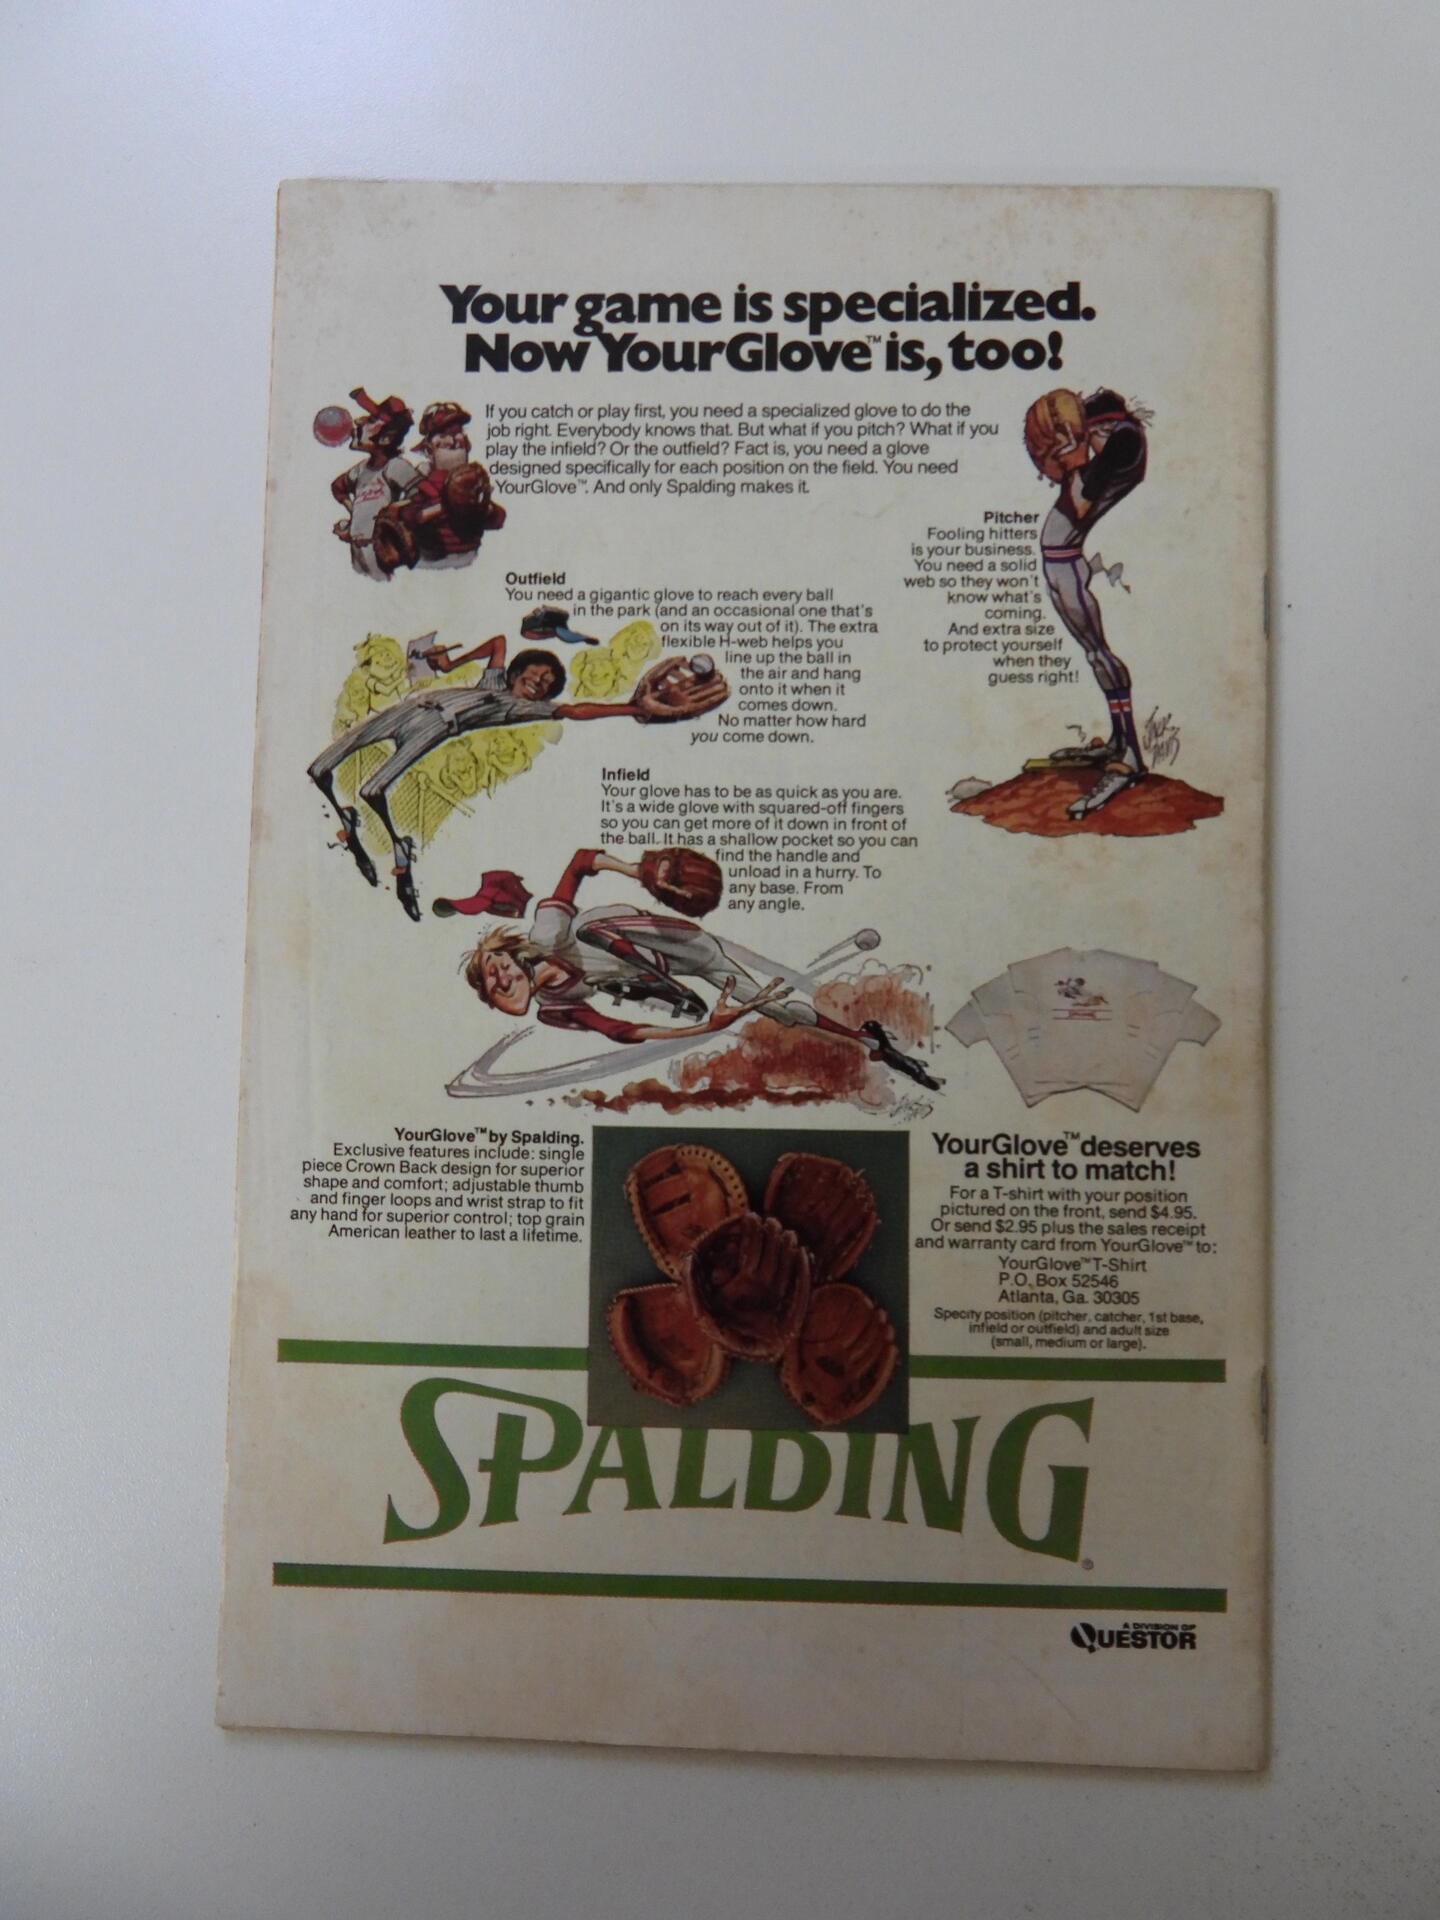 Your game is specialized.
Now YourGlove™ is, too!
If you catch or play first, you need a specialized glove to do the
job right. Everybody knows that. But what if you pitch? What if you
play the infield? Or the outfield? Fact is, you need a glove
designed specifically for each position on the field. You need
YourGlove™. And only Spalding makes it.
Pitcher
Fooling hitters
is your business.
You need a solid
web so they won't
know what's
coming.
And extra size
to protect yourself
when they
guess right!
JACK DAVIS
Outfield
You need a gigantic glove to reach every ball
in the park (and an occasional one that's
on its way out of it). The extra
flexible H-web helps you
line up the ball in
the air and hang
onto it when it
comes down.
No matter how hard
you come down.
Infield
Your glove has to be as quick as you are.
It's a wide glove with squared-off fingers
so you can get more of it down in front of
the ball. It has a shallow pocket so you can
find the handle and
unload in a hurry. To
any base. From
any angle.
YourGlove™ by Spalding.
Exclusive features include: single
piece Crown Back design for superior
shape and comfort; adjustable thumb
and finger loops and wrist strap to fit
any hand for superior control; top grain
American leather to last a lifetime.
YourGlove™ deserves
a shirt to match!
For a T-shirt with your position
pictured on the front, send $4.95.
Or send $2.95 plus the sales receipt
and warranty card from YourGlove™ to:
YourGlove™ T-Shirt
P.O. Box 52546
Atlanta, Ga. 30305
Specify position (pitcher, catcher, 1st base,
infield or outfield) and adult size
(small, medium or large).
SPALDING®
A DIVISION OF
QUESTOR